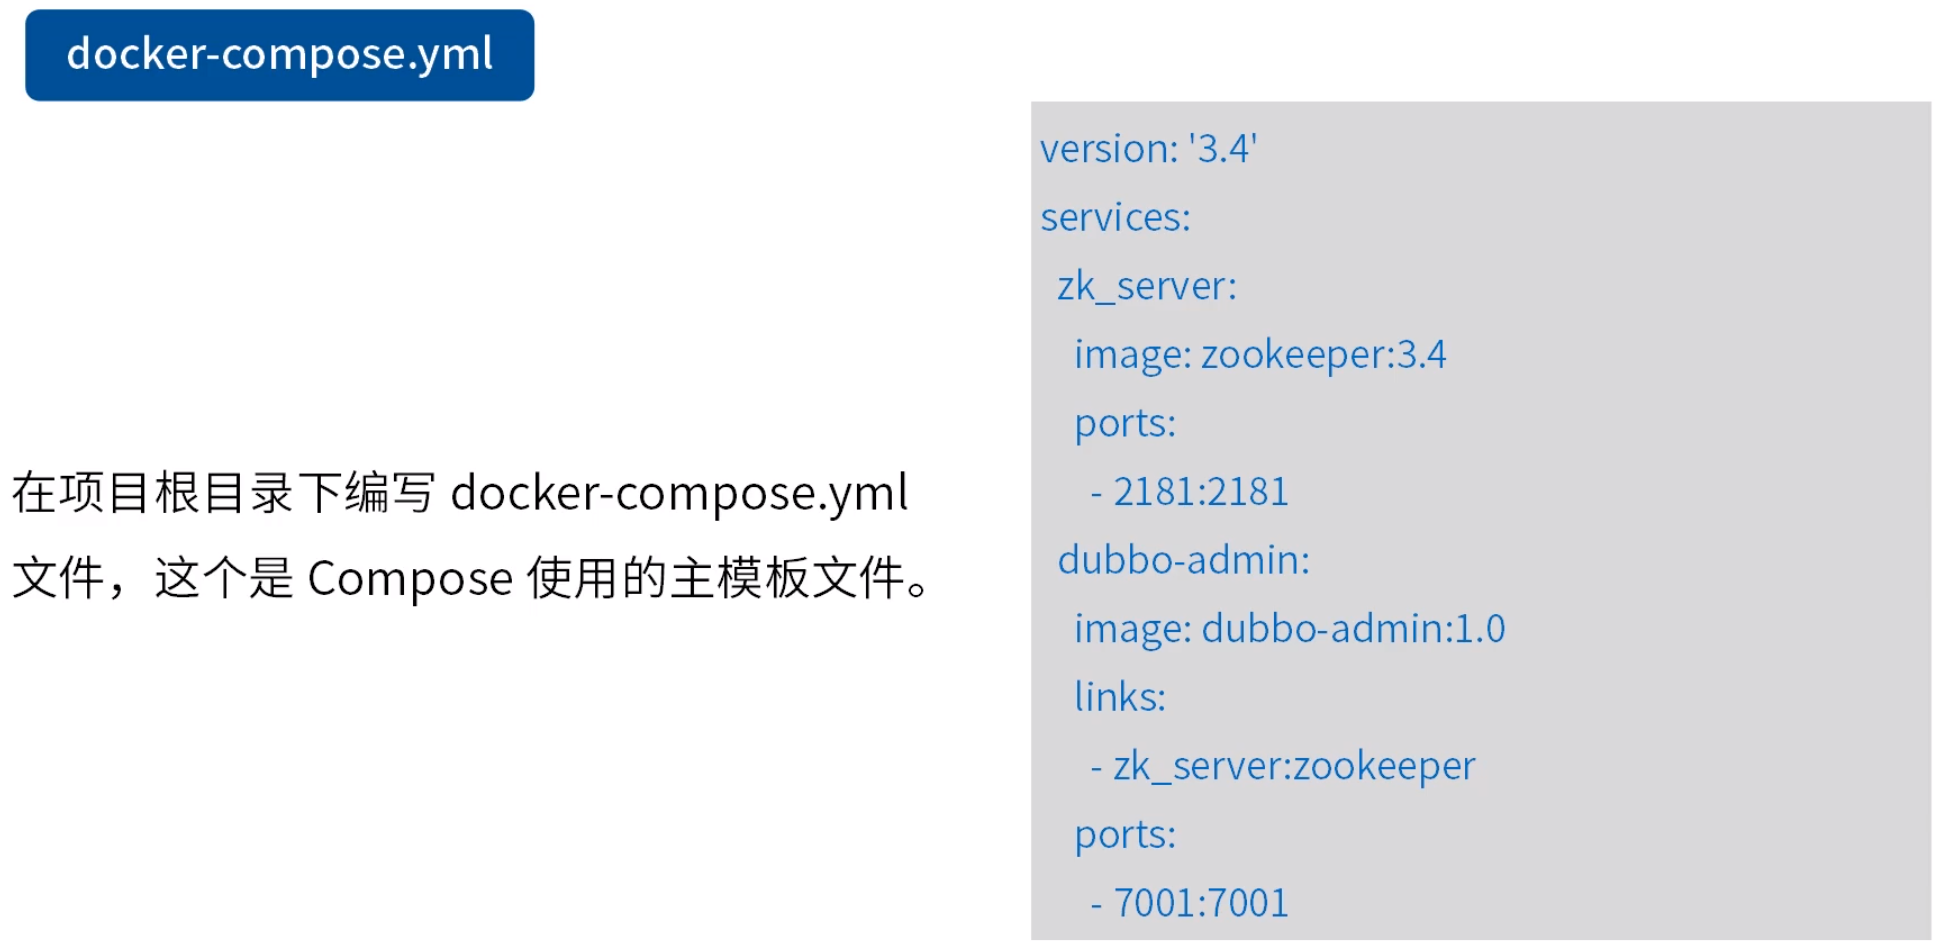 docker-compose.yml
在项目根目录下编写 docker-compose.yml
文件，这个是 Compose 使用的主模板文件。
version: '3.4'
services:
zk_server:
image: zookeeper:3.4
ports:
- 2181:2181
dubbo-admin:
image: dubbo-admin:1.0
links:
- zk_server:zookeeper
ports:
- 7001:7001